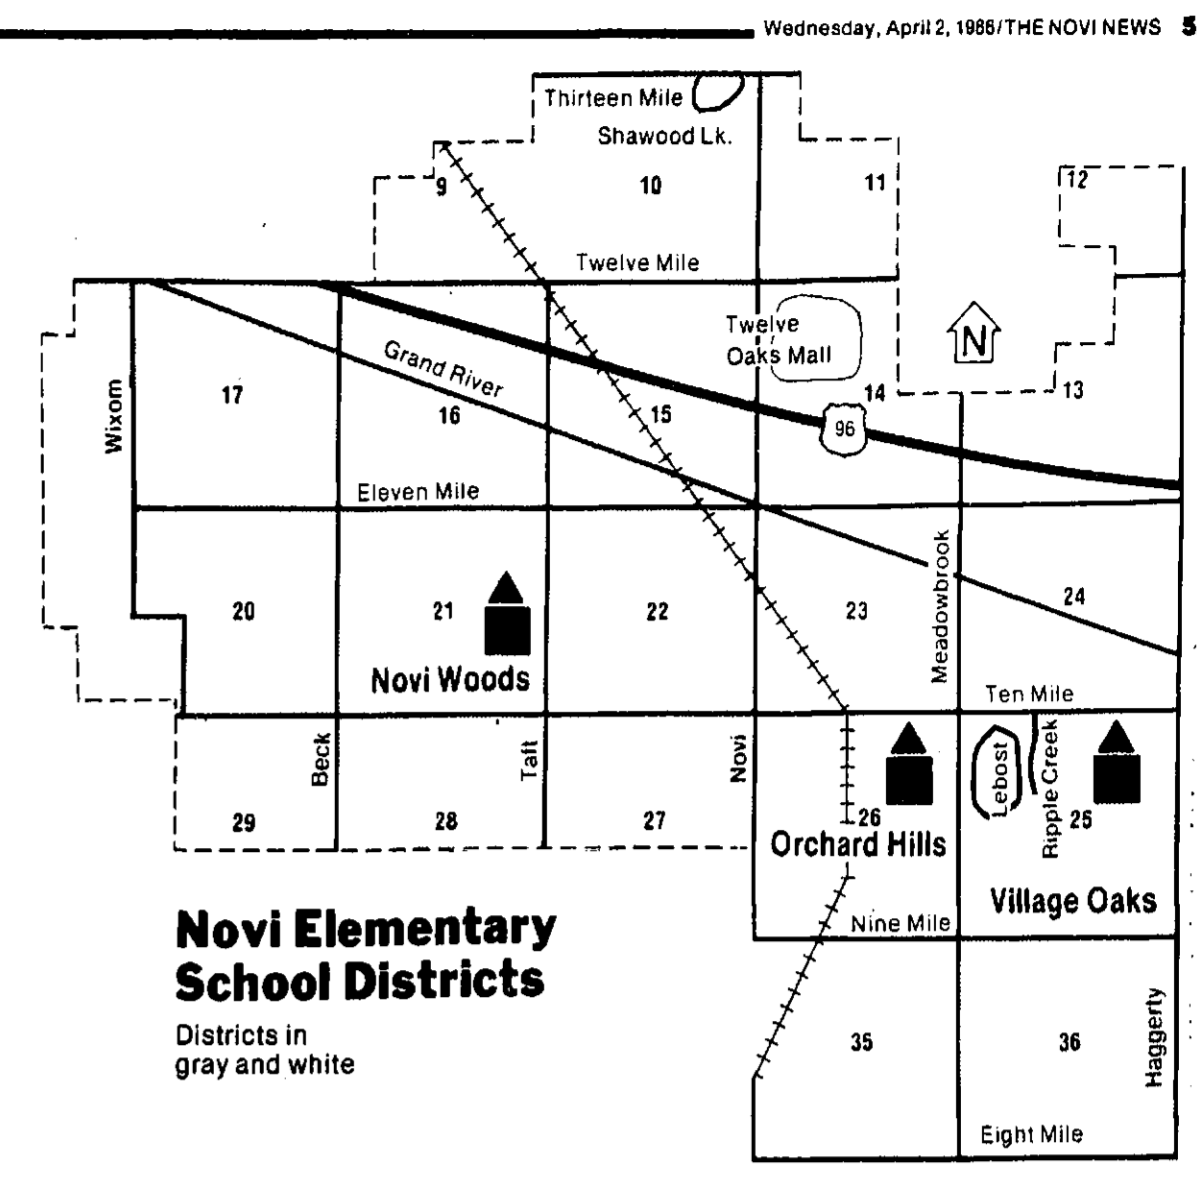 Wednesday, April 2, 1986/THE NOVI NEWS 5
Thirteen Mile
Shawood Lk.
9
10
11
12
Twelve Mile
Twelve
Oaks Mall
N
Grand River
17
16
15
14
13
96
Wixom
Eleven Mile
Meadowbrook
20
21
22
23
24
Novi Woods
Ten Mile
Beck
Taft
Novi
Lebost
Ripple Creek
29
28
27
26
25
Orchard Hills
Village Oaks
Nine Mile
Novi Elementary
School Districts
Districts in
gray and white
35
36
Haggerty
Eight Mile